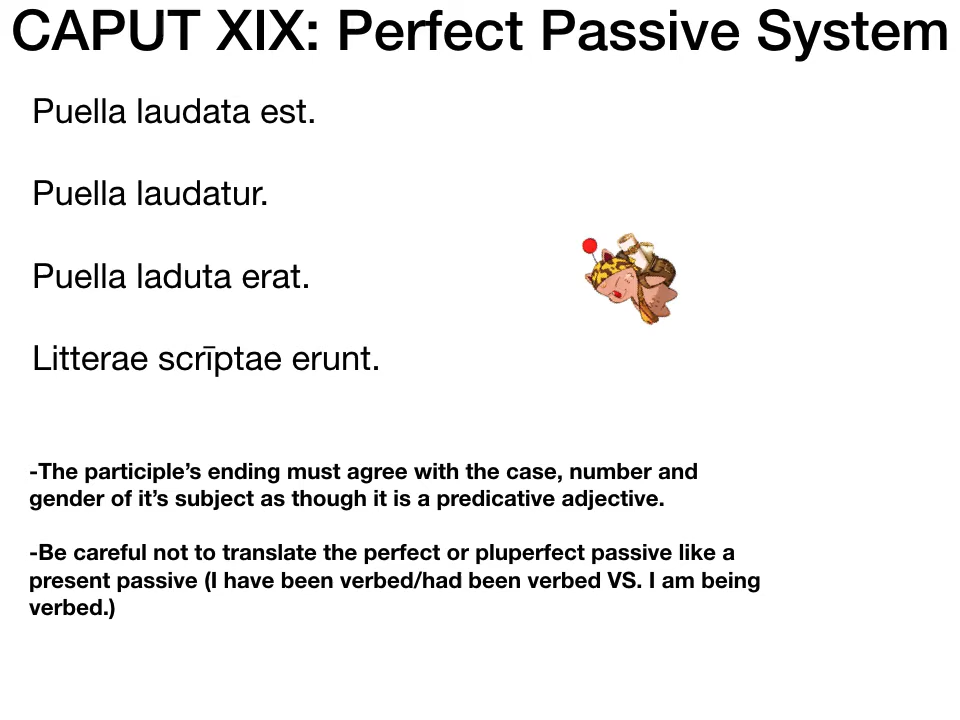 CAPUT XIX: Perfect Passive System
Puella laudata est.
Puella laudatur.
Puella laduta erat.
Litterae scrīptae erunt.
-The participle’s ending must agree with the case, number and
gender of it’s subject as though it is a predicative adjective.
-Be careful not to translate the perfect or pluperfect passive like a
present passive (I have been verbed/had been verbed VS. I am being
verbed.)